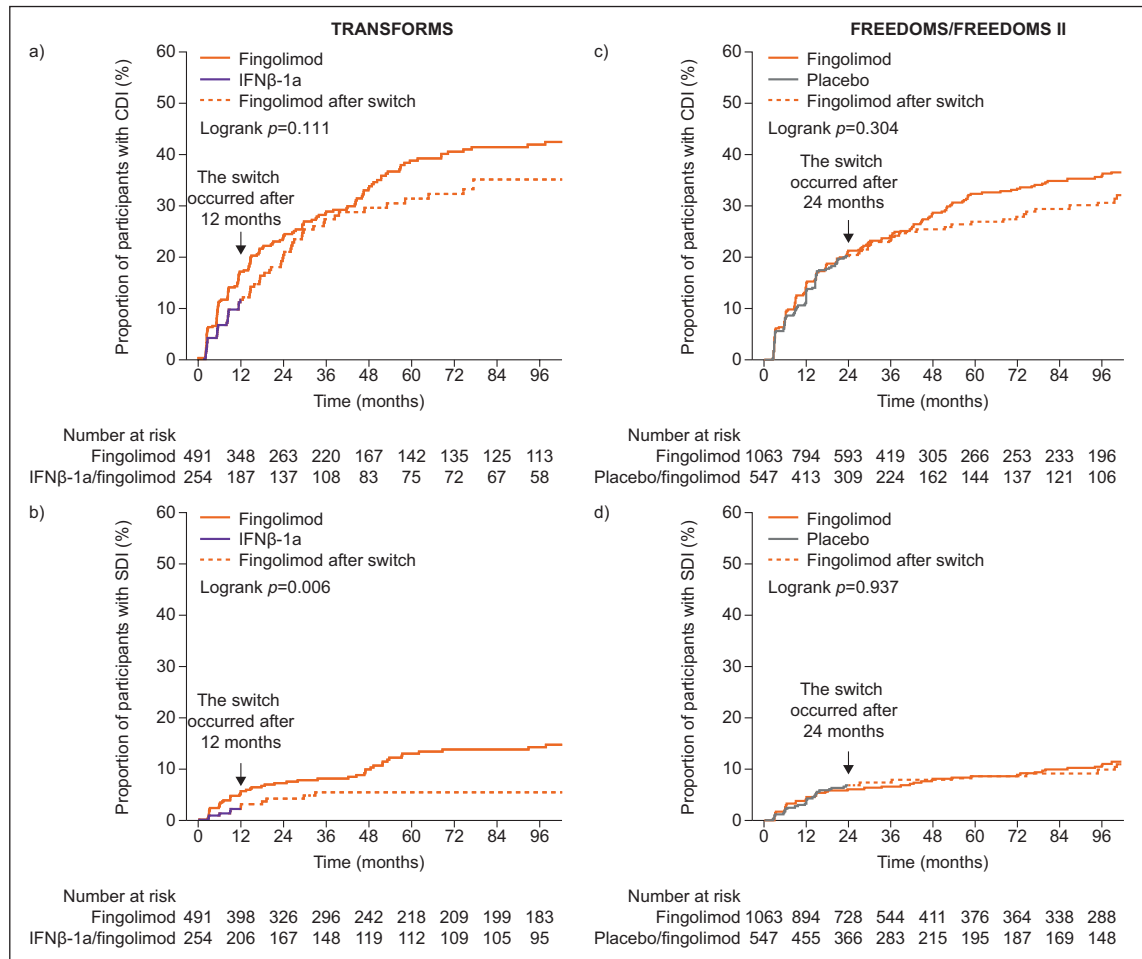 TRANSFORMS
a)
Proportion of participants with CDI (%)
60
50
40
30
20
10
0
Fingolimod
IFNβ-1a
Fingolimod after switch
Logrank p=0.111
The switch
occurred after
12 months
0 12 24 36 48 60 72 84 96
Time (months)
Number at risk
Fingolimod 491 348 263 220 167 142 135 125 113
IFNβ-1a/fingolimod 254 187 137 108 83 75 72 67 58
b)
Proportion of participants with SDI (%)
60
50
40
30
20
10
0
Fingolimod
IFNβ-1a
Fingolimod after switch
Logrank p=0.006
The switch
occurred after
12 months
0 12 24 36 48 60 72 84 96
Time (months)
Number at risk
Fingolimod 491 398 326 296 242 218 209 199 183
IFNβ-1a/fingolimod 254 206 167 148 119 112 109 105 95
FREEDOMS/FREEDOMS II
c)
Proportion of participants with CDI (%)
60
50
40
30
20
10
0
Fingolimod
Placebo
Fingolimod after switch
Logrank p=0.304
The switch
occurred after
24 months
0 12 24 36 48 60 72 84 96
Time (months)
Number at risk
Fingolimod 1063 794 593 419 305 266 253 233 196
Placebo/fingolimod 547 413 309 224 162 144 137 121 106
d)
Proportion of participants with SDI (%)
60
50
40
30
20
10
0
Fingolimod
Placebo
Fingolimod after switch
Logrank p=0.937
The switch
occurred after
24 months
0 12 24 36 48 60 72 84 96
Time (months)
Number at risk
Fingolimod 1063 894 728 544 411 376 364 338 288
Placebo/fingolimod 547 455 366 283 215 195 187 169 148